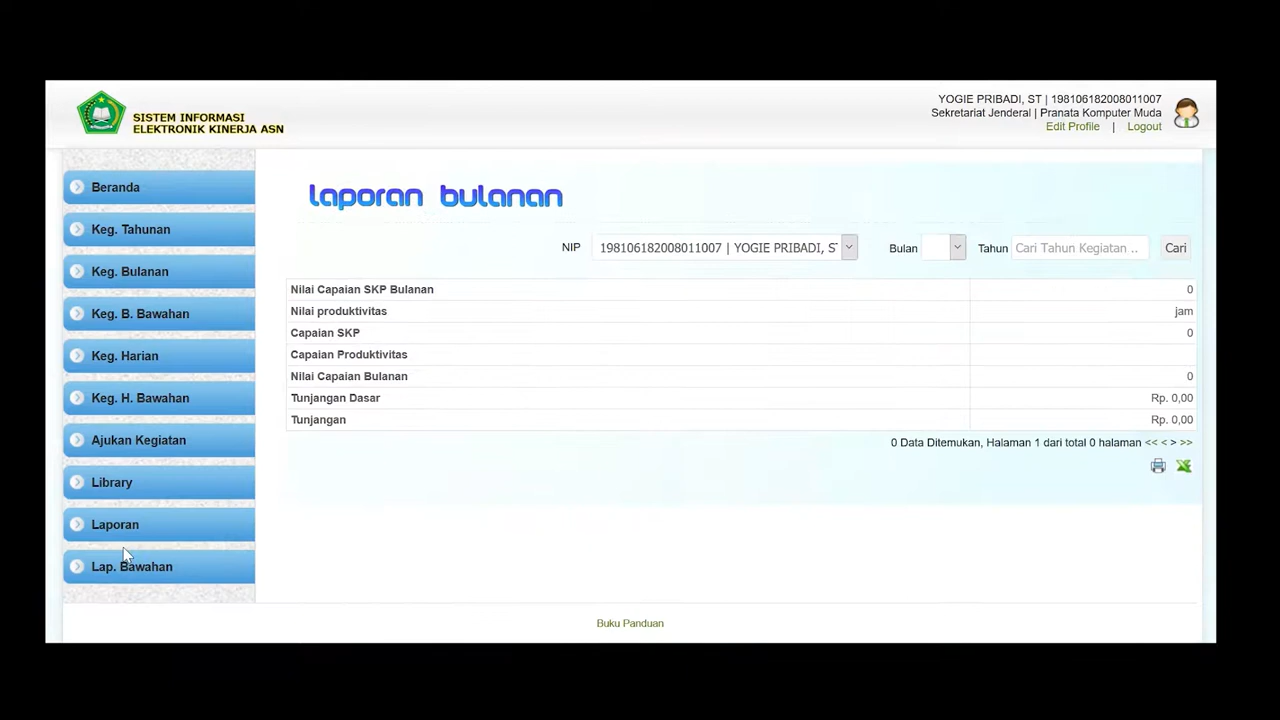 SISTEM INFORMASI
ELEKTRONIK KINERJA ASN
YOGIE PRIBADI, ST | 198106182008011007
Sekretariat Jenderal | Pranata Komputer Muda
Edit Profile | Logout
Beranda
Keg. Tahunan
Keg. Bulanan
Keg. B. Bawahan
Keg. Harian
Keg. H. Bawahan
Ajukan Kegiatan
Library
Laporan
Lap. Bawahan
laporan bulanan
NIP 198106182008011007 | YOGIE PRIBADI, ST Bulan Tahun Cari Tahun Kegiatan .. Cari
Nilai Capaian SKP Bulanan 0
Nilai produktivitas jam
Capaian SKP 0
Capaian Produktivitas
Nilai Capaian Bulanan 0
Tunjangan Dasar Rp. 0,00
Tunjangan Rp. 0,00
0 Data Ditemukan, Halaman 1 dari total 0 halaman << < > >>
Buku Panduan